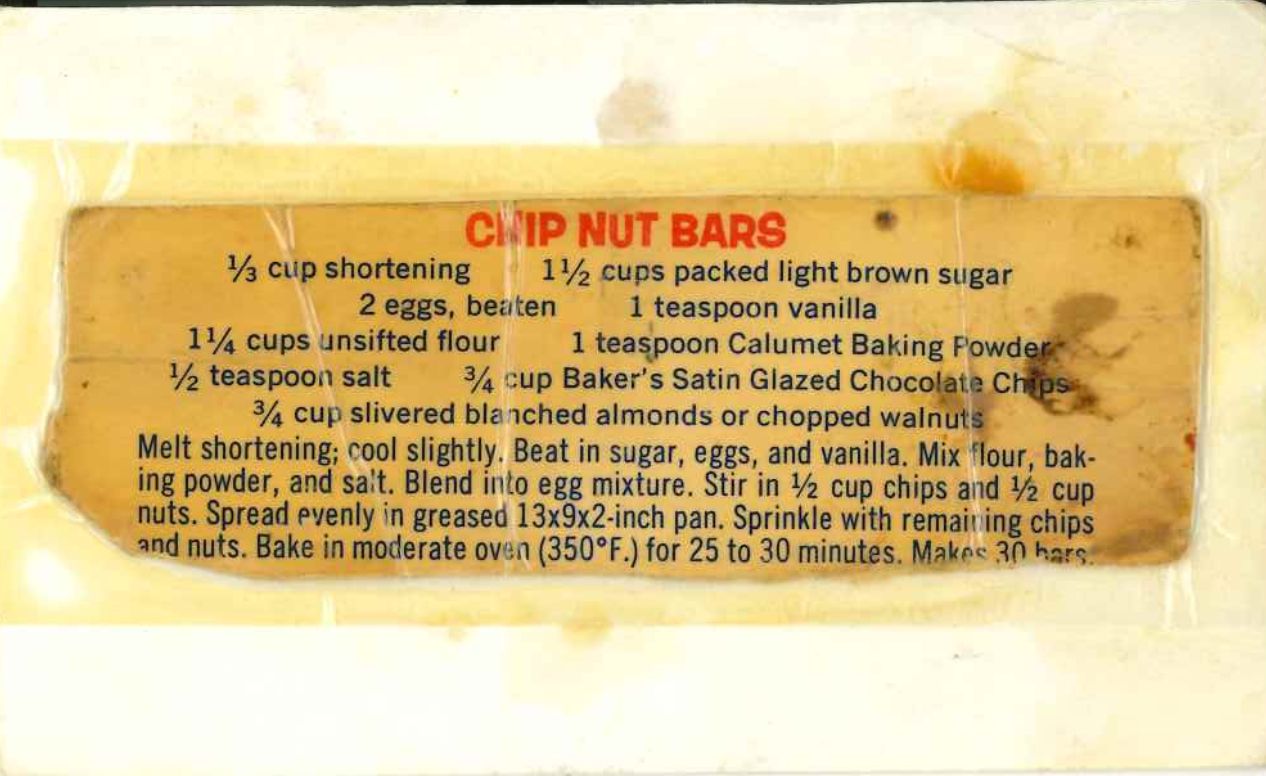 CHIP NUT BARS
⅓ cup shortening 1½ cups packed light brown sugar
2 eggs, beaten 1 teaspoon vanilla
1¼ cups unsifted flour 1 teaspoon Calumet Baking Powder
½ teaspoon salt ¾ cup Baker's Satin Glazed Chocolate Chips
¾ cup slivered blanched almonds or chopped walnuts
Melt shortening; cool slightly. Beat in sugar, eggs, and vanilla. Mix flour, bak-
ing powder, and salt. Blend into egg mixture. Stir in ½ cup chips and ½ cup
nuts. Spread evenly in greased 13x9x2-inch pan. Sprinkle with remaining chips
and nuts. Bake in moderate oven (350°F.) for 25 to 30 minutes. Makes 30 bars.